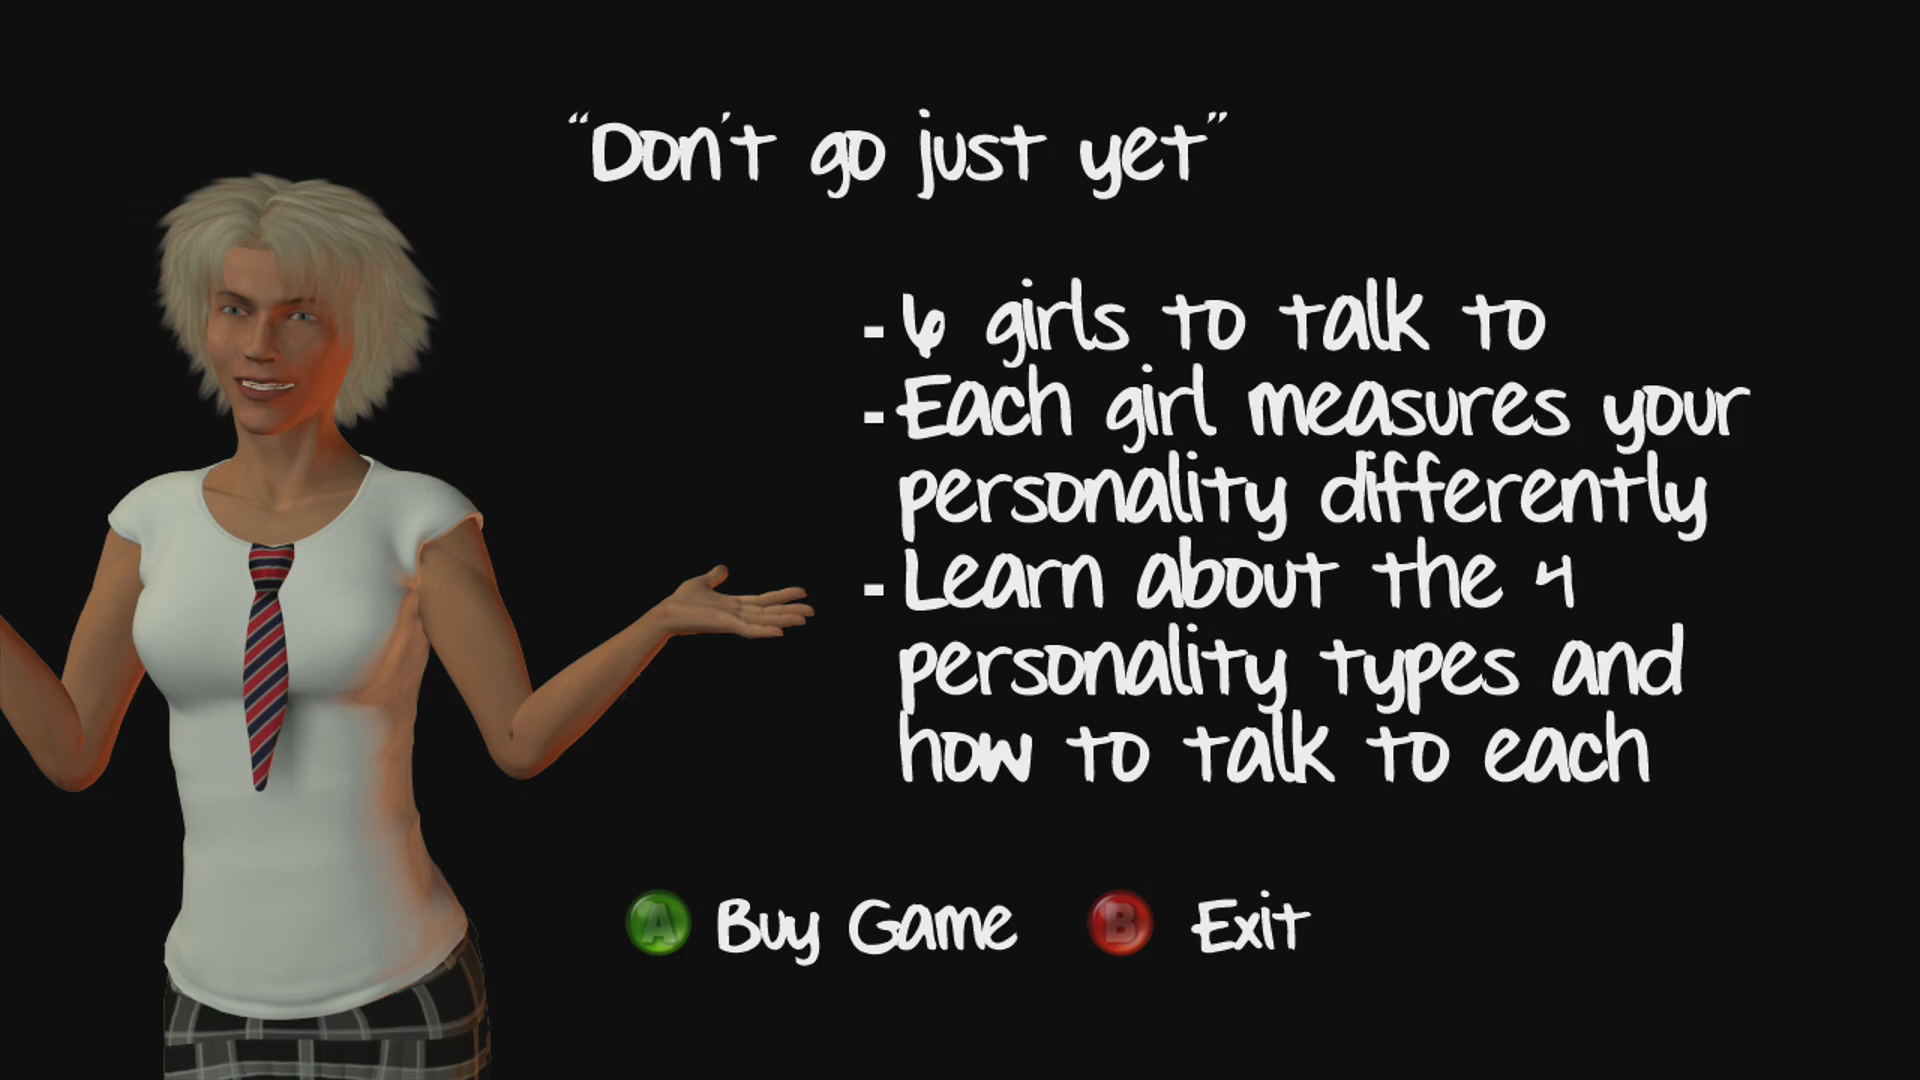 “Don't go just yet”
- 6 girls to talk to
- Each girl measures your
personality differently
- Learn about the 4
personality types and
how to talk to each
A Buy Game B Exit